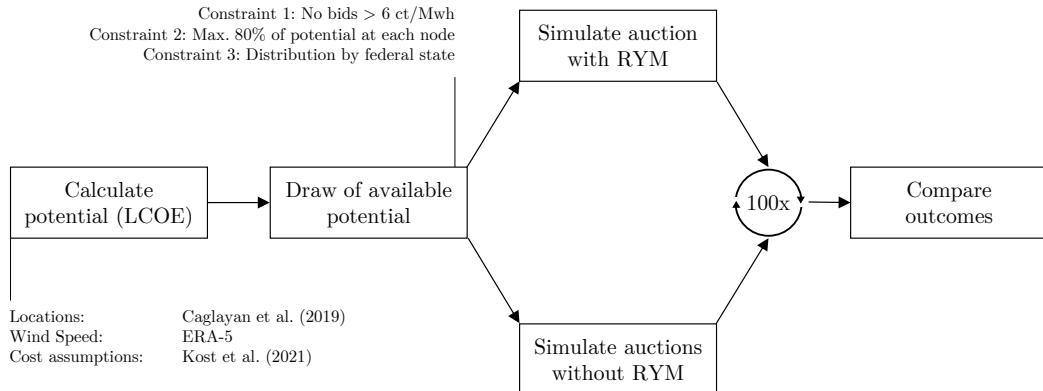 Constraint 1: No bids > 6 ct/Mwh
Constraint 2: Max. 80% of potential at each node
Constraint 3: Distribution by federal state
Simulate auction
with RYM
Calculate
potential (LCOE)
Draw of available
potential
100x
Compare
outcomes
Locations: Caglayan et al. (2019)
Wind Speed: ERA-5
Cost assumptions: Kost et al. (2021)
Simulate auctions
without RYM